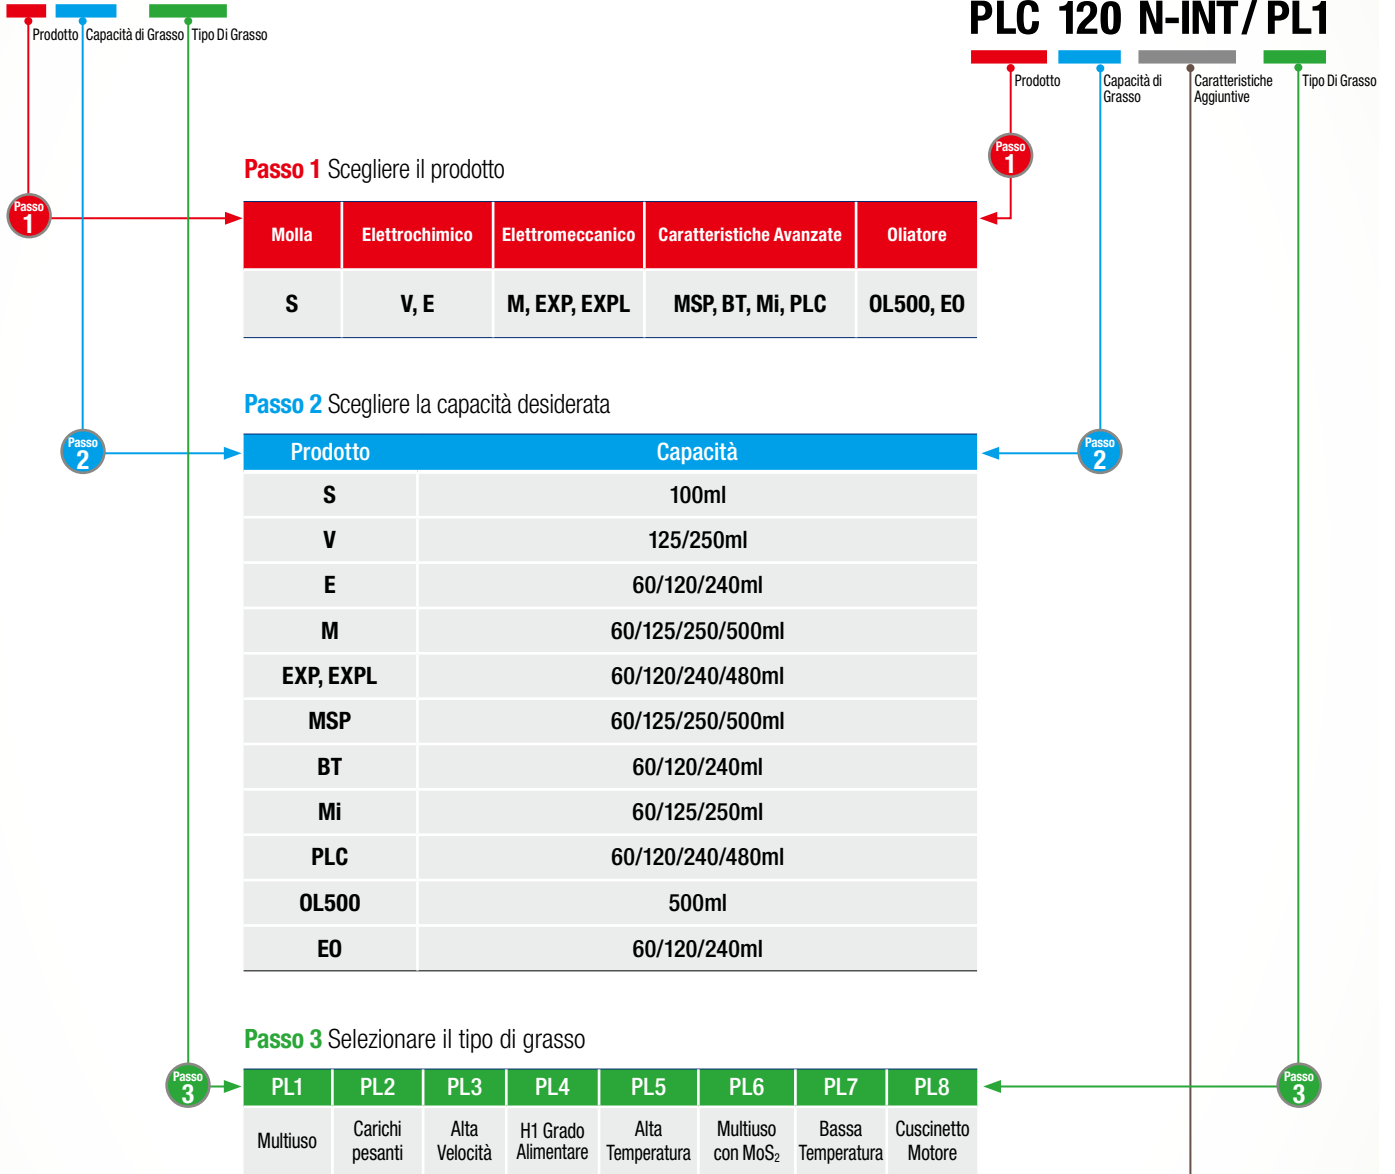 PLC 120 N-INT/ PL1
Prodotto Capacità di Grasso Tipo Di Grasso
Prodotto
Capacità di
Grasso
Caratteristiche
Aggiuntive
Tipo Di Grasso
Passo
1
Passo 1 Scegliere il prodotto
Passo
1
Molla Elettrochimico Elettromeccanico Caratteristiche Avanzate Oliatore
S V, E M, EXP, EXPL MSP, BT, Mi, PLC OL500, EO
Passo 2 Scegliere la capacità desiderata
Passo
2
Passo
2
Prodotto Capacità
S 100ml
V 125/250ml
E 60/120/240ml
M 60/125/250/500ml
EXP, EXPL 60/120/240/480ml
MSP 60/125/250/500ml
BT 60/120/240ml
Mi 60/125/250ml
PLC 60/120/240/480ml
OL500 500ml
EO 60/120/240ml
Passo 3 Selezionare il tipo di grasso
Passo
3
Passo
3
PL1 PL2 PL3 PL4 PL5 PL6 PL7 PL8
Multiuso
Carichi
pesanti
Alta
Velocità
H1 Grado
Alimentare
Alta
Temperatura
Multiuso
con MoS₂
Bassa
Temperatura
Cuscinetto
Motore